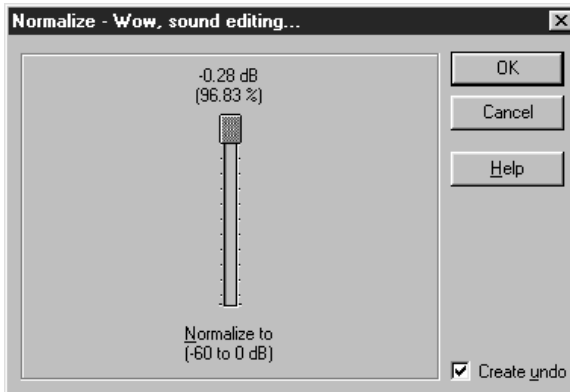 Normalize - Wow, sound editing...
-0.28 dB
(96.83 %)
Normalize to
(-60 to 0 dB)
OK
Cancel
Help
Create undo